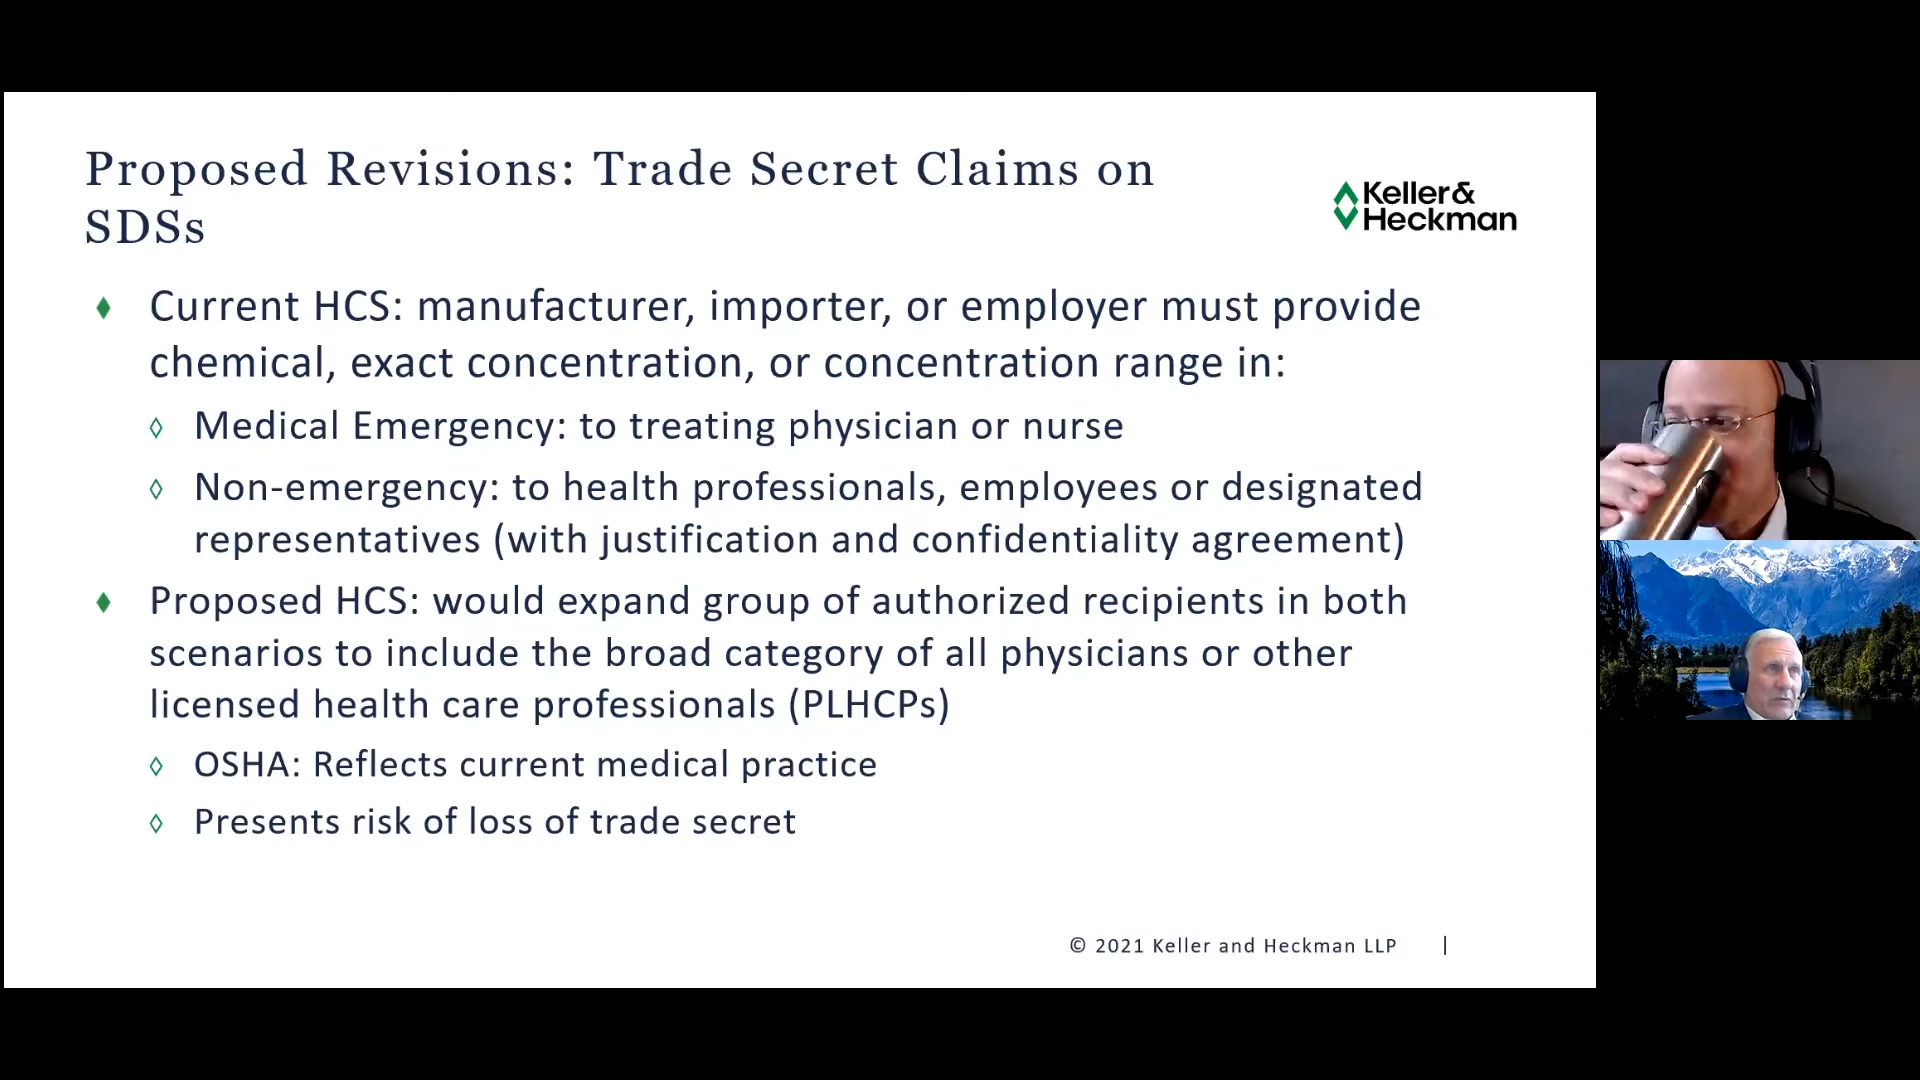 Proposed Revisions: Trade Secret Claims on
SDSs
Keller&
Heckman
Current HCS: manufacturer, importer, or employer must provide
chemical, exact concentration, or concentration range in:
Medical Emergency: to treating physician or nurse
Non-emergency: to health professionals, employees or designated
representatives (with justification and confidentiality agreement)
Proposed HCS: would expand group of authorized recipients in both
scenarios to include the broad category of all physicians or other
licensed health care professionals (PLHCPs)
OSHA: Reflects current medical practice
Presents risk of loss of trade secret
© 2021 Keller and Heckman LLP |